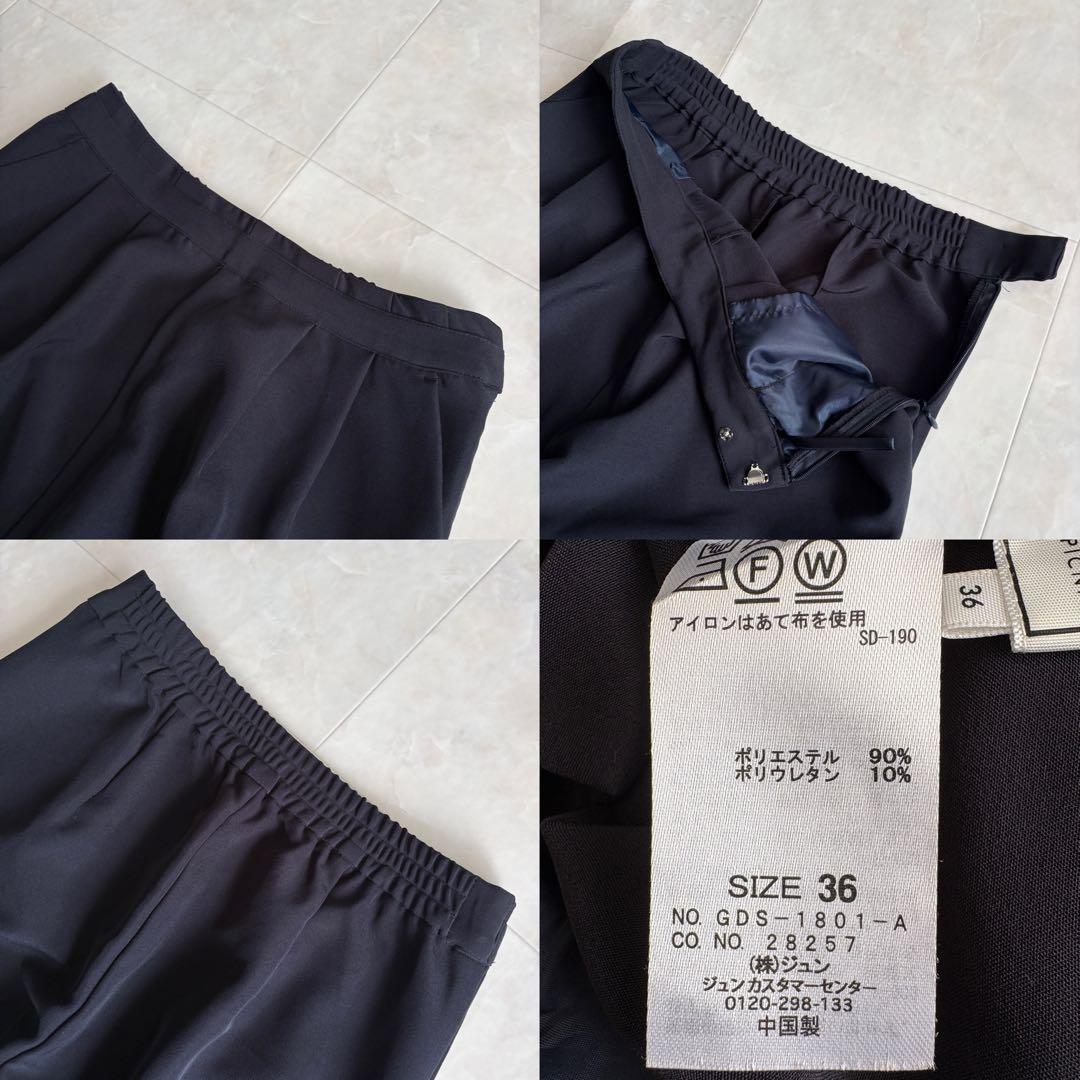 F W
アイロンはあて布を使用
SD-190
ポリエステル 90%
ポリウレタン 10%
SIZE 36
NO. GDS-1801-A
CO. NO. 28257
(株)ジュン
ジュンカスタマーセンター
0120-298-133
中国製
36